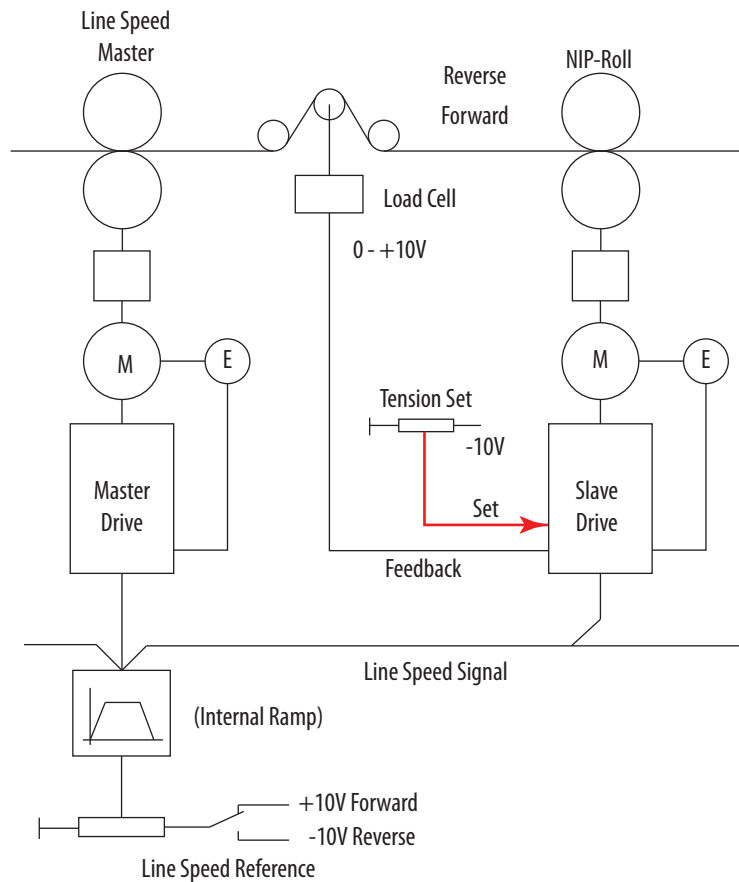 Line Speed
Master
NIP-Roll
Reverse
Forward
Load Cell
0 - +10V
M
E
M
E
Tension Set
-10V
Master
Drive
Set
Slave
Drive
Feedback
Line Speed Signal
(Internal Ramp)
+10V Forward
-10V Reverse
Line Speed Reference